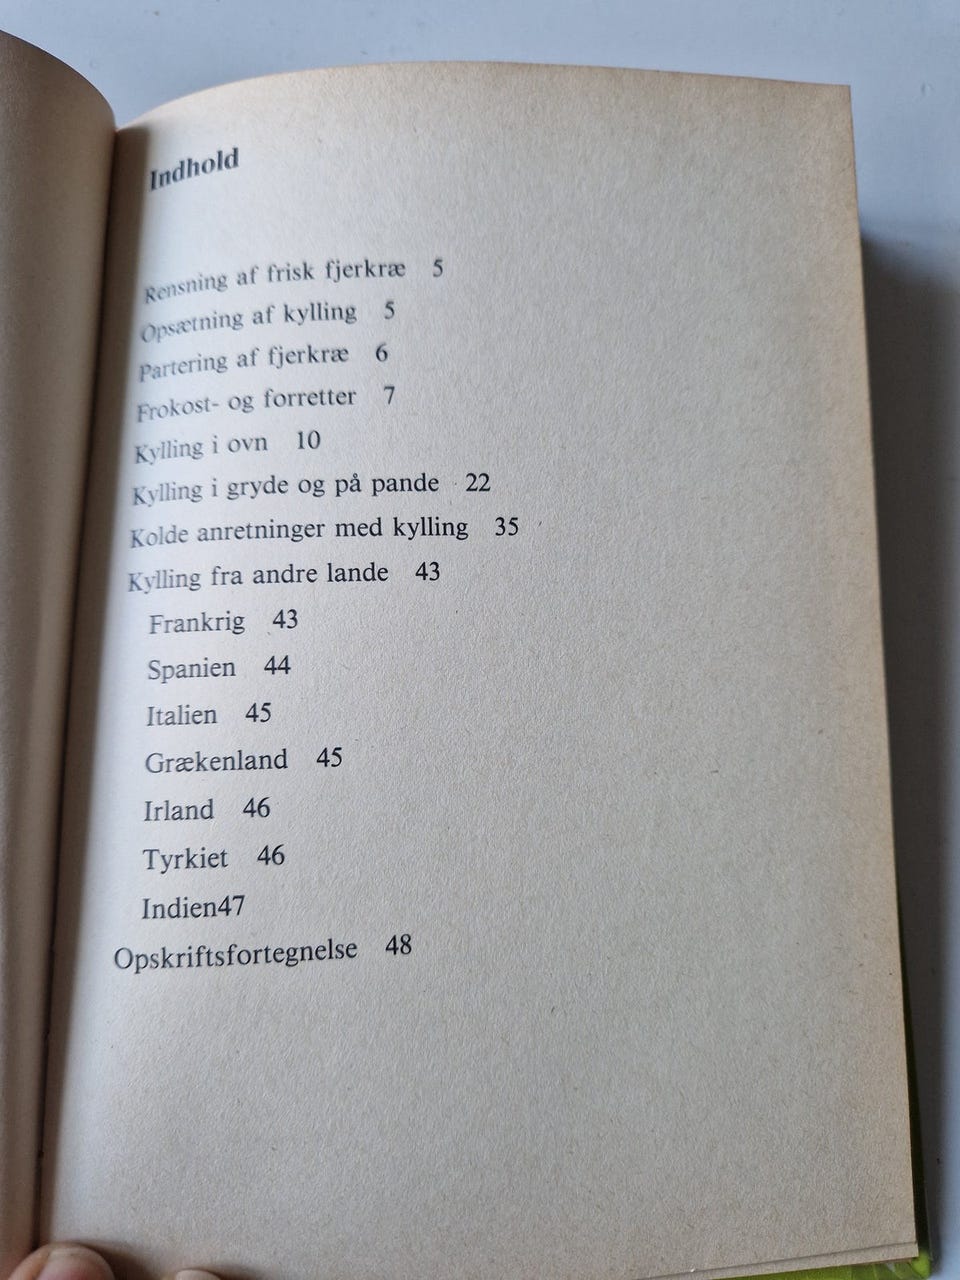 Indhold
Rensning af frisk fjerkræ 5
Opsætning af kylling 5
Partering af fjerkræ 6
Frokost- og forretter 7
Kylling i ovn 10
Kylling i gryde og på pande 22
Kolde anretninger med kylling 35
Kylling fra andre lande 43
Frankrig 43
Spanien 44
Italien 45
Grækenland 45
Irland 46
Tyrkiet 46
Indien47
Opskriftsfortegnelse 48